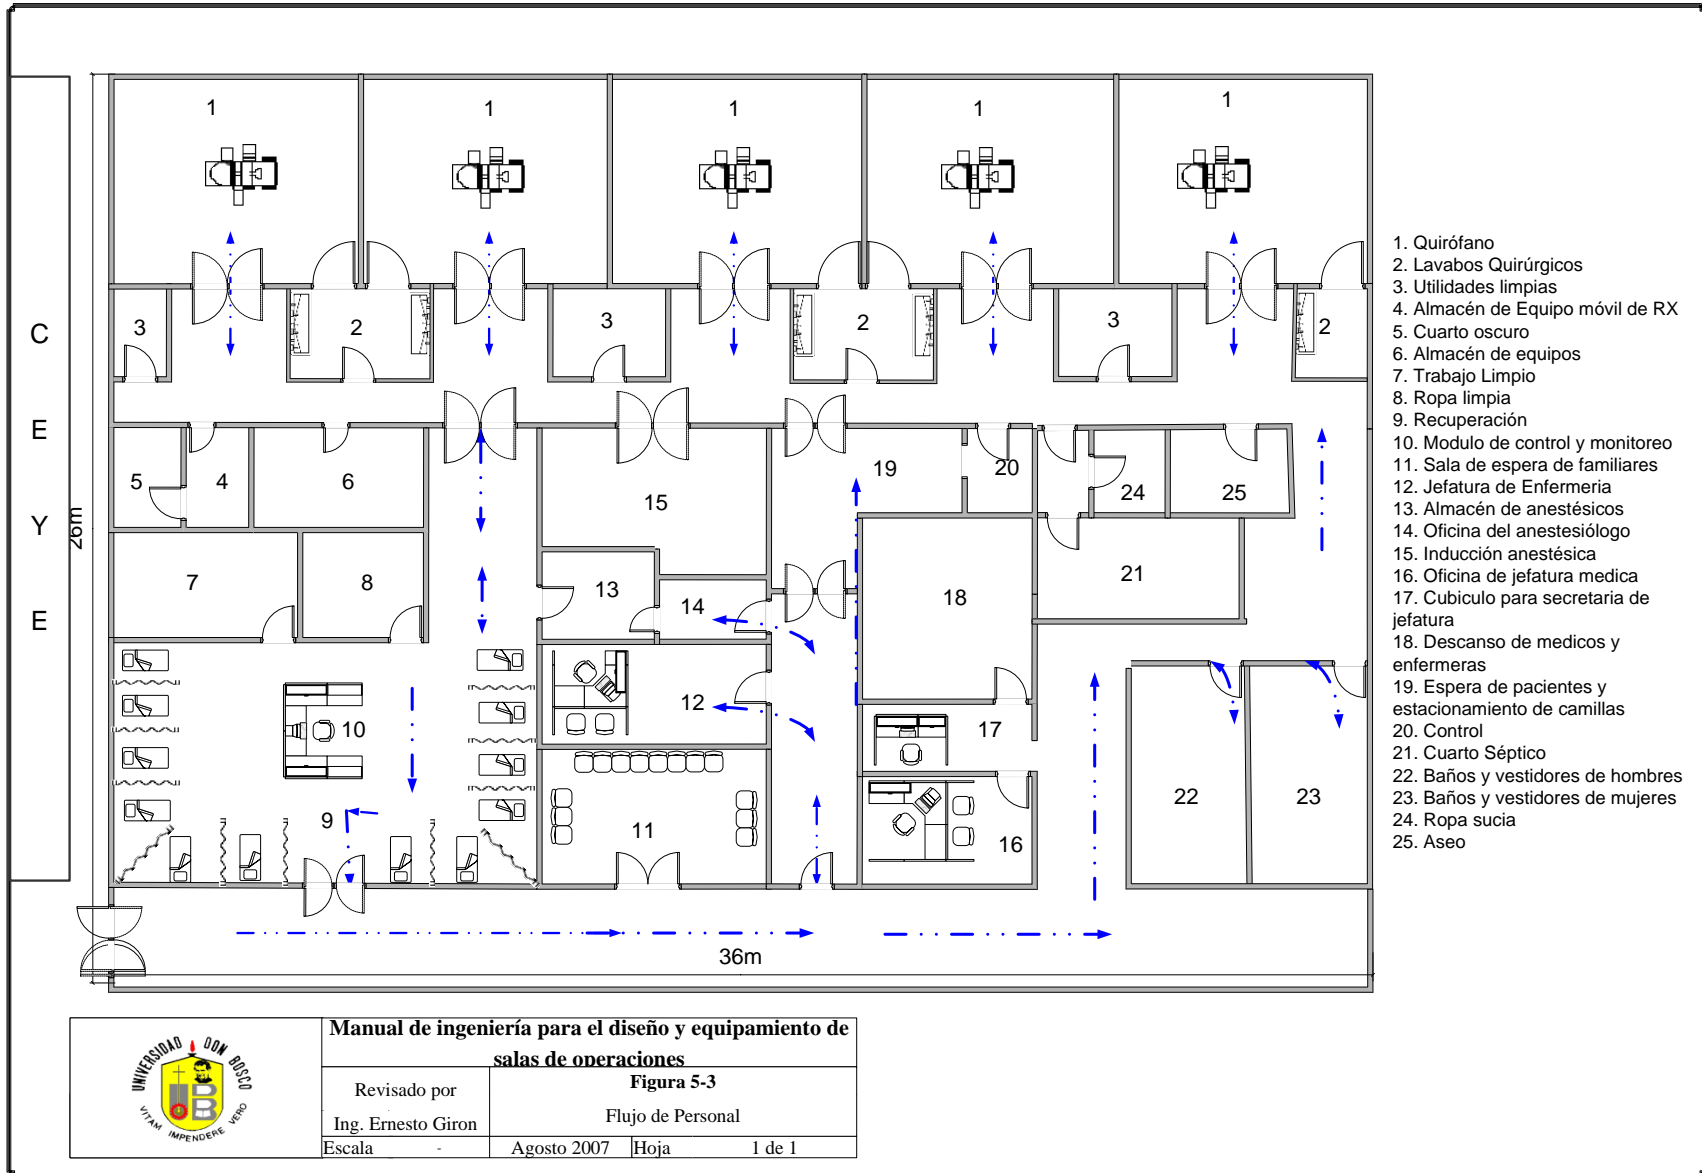 1 1 1 1 1
3 2 3 2 3 2
C
E
Y
E
26m
5 4 6 15 19 20 24 25
7 8 13 14 18 21
10 12 17
9 11 16 22 23
36m
1. Quirófano
2. Lavabos Quirúrgicos
3. Utilidades limpias
4. Almacén de Equipo móvil de RX
5. Cuarto oscuro
6. Almacén de equipos
7. Trabajo Limpio
8. Ropa limpia
9. Recuperación
10. Modulo de control y monitoreo
11. Sala de espera de familiares
12. Jefatura de Enfermeria
13. Almacén de anestésicos
14. Oficina del anestesiólogo
15. Inducción anestésica
16. Oficina de jefatura medica
17. Cubiculo para secretaria de
jefatura
18. Descanso de medicos y
enfermeras
19. Espera de pacientes y
estacionamiento de camillas
20. Control
21. Cuarto Séptico
22. Baños y vestidores de hombres
23. Baños y vestidores de mujeres
24. Ropa sucia
25. Aseo
UNIVERSIDAD DON BOSCO
VITAM IMPENDERE VERO
Manual de ingeniería para el diseño y equipamiento de
salas de operaciones
Revisado por
Ing. Ernesto Giron
Figura 5-3
Flujo de Personal
Escala - Agosto 2007 Hoja 1 de 1